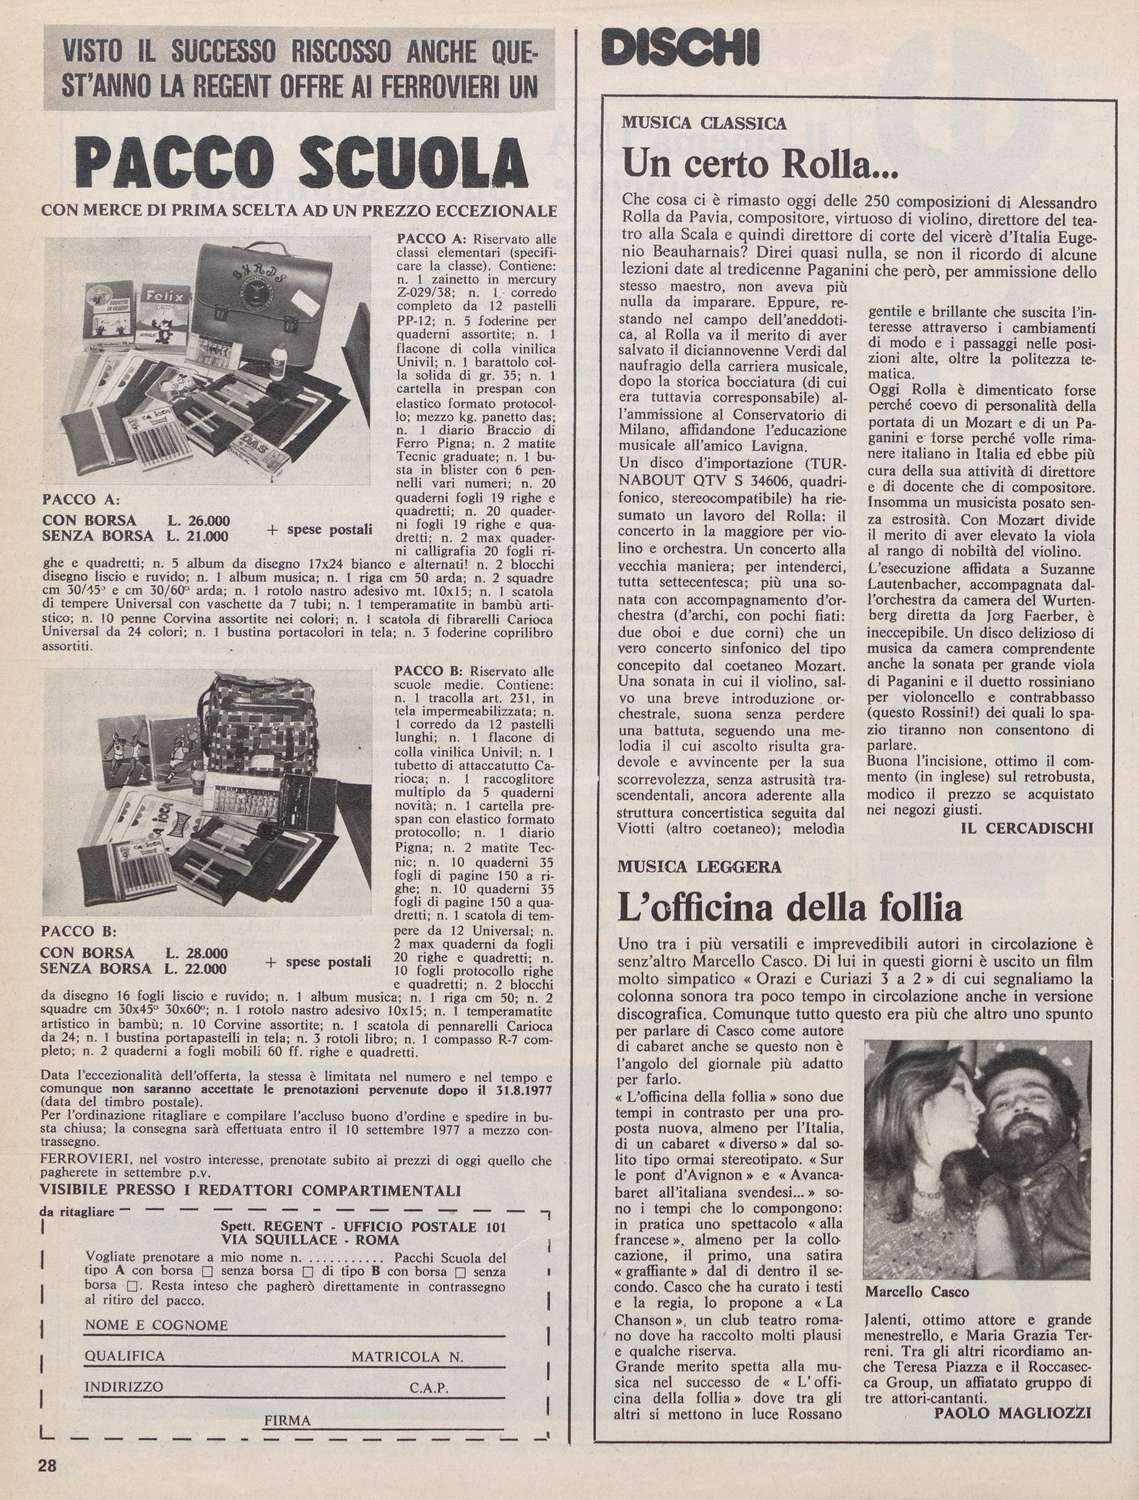 VISTO IL SUCCESSO RISCOSSO ANCHE QUE-
ST'ANNO LA REGENT OFFRE AI FERROVIERI UN
PACCO SCUOLA
CON MERCE DI PRIMA SCELTA AD UN PREZZO ECCEZIONALE
PACCO A: Riservato alle
classi elementari (specifi-
care la classe). Contiene:
n. 1 zainetto in mercury
Z-029/38; n. 1 corredo
completo da 12 pastelli
PP-12; n. 5 foderine per
quaderni assortite; n. 1
flacone di colla vinilica
Univil; n. 1 barattolo col-
la solida di gr. 35; n. 1
cartella in prespan con
elastico formato protocol-
lo; mezzo kg. panetto das;
n. 1 diario Braccio di
Ferro Pigna; n. 2 matite
Tecnic graduate; n. 1 bu-
sta in blister con 6 pen-
nelli vari numeri; n. 20
quaderni fogli 19 righe e
quadretti; n. 20 quader-
ni fogli 19 righe e qua-
dretti; n. 2 max quader-
ni calligrafia 20 fogli ri-
PACCO A:
CON BORSA L. 26.000
SENZA BORSA L. 21.000
+ spese postali
ghe e quadretti; n. 5 album da disegno 17x24 bianco e alternati! n. 2 blocchi
disegno liscio e ruvido; n. 1 album musica; n. 1 riga cm 50 arda; n. 2 squadre
cm 30/45° e cm 30/60° arda; n. 1 rotolo nastro adesivo mt. 10x15; n. 1 scatola
di tempere Universal con vaschette da 7 tubi; n. 1 temperamatite in bambù arti-
stico; n. 10 penne Corvina assortite nei colori; n. 1 scatola di fibrarelli Carioca
Universal da 24 colori; n. 1 bustina portacolori in tela; n. 3 foderine coprilibro
assortiti.
PACCO B: Riservato alle
scuole medie. Contiene:
n. 1 tracolla art. 231, in
tela impermeabilizzata; n.
1 corredo da 12 pastelli
lunghi; n. 1 flacone di
colla vinilica Univil; n. 1
tubetto di attaccatutto Ca-
rioca; n. 1 raccoglitore
multiplo da 5 quaderni
novità; n. 1 cartella pre-
span con elastico formato
protocollo; n. 1 diario
Pigna; n. 2 matite Tec-
nic; n. 10 quaderni 35
fogli di pagine 150 a ri-
ghe; n. 10 quaderni 35
fogli di pagine 150 a qua-
dretti; n. 1 scatola di tem-
pere da 12 Universal; n.
2 max quaderni da fogli
20 righe e quadretti; n.
10 fogli protocollo righe
e quadretti; n. 2 blocchi
PACCO B:
CON BORSA L. 28.000
SENZA BORSA L. 22.000
+ spese postali
da disegno 16 fogli liscio e ruvido; n. 1 album musica; n. 1 riga cm 50; n. 2
squadre cm 30x45° 30x60°; n. 1 rotolo nastro adesivo 10x15; n. 1 temperamatite
artistico in bambù; n. 10 Corvine assortite; n. 1 scatola di pennarelli Carioca
da 24; n. 1 bustina portapastelli in tela; n. 3 rotoli libro; n. 1 compasso R-7 com-
pleto; n. 2 quaderni a fogli mobili 60 ff. righe e quadretti.
Data l'eccezionalità dell'offerta, la stessa è limitata nel numero e nel tempo e
comunque non saranno accettate le prenotazioni pervenute dopo il 31.8.1977
(data del timbro postale).
Per l'ordinazione ritagliare e compilare l'accluso buono d'ordine e spedire in bu-
sta chiusa; la consegna sarà effettuata entro il 10 settembre 1977 a mezzo con-
trassegno.
FERROVIERI, nel vostro interesse, prenotate subito ai prezzi di oggi quello che
pagherete in settembre p.v.
VISIBILE PRESSO I REDATTORI COMPARTIMENTALI
da ritagliare
Spett. REGENT - UFFICIO POSTALE 101
VIA SQUILLACE - ROMA
Vogliate prenotare a mio nome n. ............ Pacchi Scuola del
tipo A con borsa □ senza borsa □ di tipo B con borsa □ senza
borsa □. Resta inteso che pagherò direttamente in contrassegno
al ritiro del pacco.
NOME E COGNOME
QUALIFICA MATRICOLA N.
INDIRIZZO C.A.P.
FIRMA
28
DISCHI
MUSICA CLASSICA
Un certo Rolla...
Che cosa ci è rimasto oggi delle 250 composizioni di Alessandro
Rolla da Pavia, compositore, virtuoso di violino, direttore del tea-
tro alla Scala e quindi direttore di corte del vicerè d'Italia Euge-
nio Beauharnais? Direi quasi nulla, se non il ricordo di alcune
lezioni date al tredicenne Paganini che però, per ammissione dello
stesso maestro, non aveva più
nulla da imparare. Eppure, re-
stando nel campo dell'aneddoti-
ca, al Rolla va il merito di aver
salvato il diciannovenne Verdi dal
naufragio della carriera musicale,
dopo la storica bocciatura (di cui
era tuttavia corresponsabile) al-
l'ammissione al Conservatorio di
Milano, affidandone l'educazione
musicale all'amico Lavigna.
Un disco d'importazione (TUR-
NABOUT QTV S 34606, quadri-
fonico, stereocompatibile) ha rie-
sumato un lavoro del Rolla: il
concerto in la maggiore per vio-
lino e orchestra. Un concerto alla
vecchia maniera; per intenderci,
tutta settecentesca; più una so-
nata con accompagnamento d'or-
chestra (d'archi, con pochi fiati:
due oboi e due corni) che un
vero concerto sinfonico del tipo
concepito dal coetaneo Mozart.
Una sonata in cui il violino, sal-
vo una breve introduzione or-
chestrale, suona senza perdere
una battuta, seguendo una me-
lodia il cui ascolto risulta gra-
devole e avvincente per la sua
scorrevolezza, senza astrusità tra-
scendentali, ancora aderente alla
struttura concertistica seguita dal
Viotti (altro coetaneo); melodìa
gentile e brillante che suscita l'in-
teresse attraverso i cambiamenti
di modo e i passaggi nelle posi-
zioni alte, oltre la politezza te-
matica.
Oggi Rolla è dimenticato forse
perché coevo di personalità della
portata di un Mozart e di un Pa-
ganini e forse perché volle rima-
nere italiano in Italia ed ebbe più
cura della sua attività di direttore
e di docente che di compositore.
Insomma un musicista posato sen-
za estrosità. Con Mozart divide
il merito di aver elevato la viola
al rango di nobiltà del violino.
L'esecuzione affidata a Suzanne
Lautenbacher, accompagnata dal-
l'orchestra da camera del Wurten-
berg diretta da Jorg Faerber, è
ineccepibile. Un disco delizioso di
musica da camera comprendente
anche la sonata per grande viola
di Paganini e il duetto rossiniano
per violoncello e contrabbasso
(questo Rossini!) dei quali lo spa-
zio tiranno non consentono di
parlare.
Buona l'incisione, ottimo il com-
mento (in inglese) sul retrobusta,
modico il prezzo se acquistato
nei negozi giusti.
IL CERCADISCHI
MUSICA LEGGERA
L'officina della follia
Uno tra i più versatili e imprevedibili autori in circolazione è
senz'altro Marcello Casco. Di lui in questi giorni è uscito un film
molto simpatico « Orazi e Curiazi 3 a 2 » di cui segnaliamo la
colonna sonora tra poco tempo in circolazione anche in versione
discografica. Comunque tutto questo era più che altro uno spunto
per parlare di Casco come autore
di cabaret anche se questo non è
l'angolo del giornale più adatto
per farlo.
« L'officina della follia » sono due
tempi in contrasto per una pro-
posta nuova, almeno per l'Italia,
di un cabaret « diverso » dal so-
lito tipo ormai stereotipato. « Sur
le pont d'Avignon » e « Avanca-
baret all'italiana svendesi... » so-
no i tempi che lo compongono:
in pratica uno spettacolo « alla
francese », almeno per la collo
cazione, il primo, una satira
« graffiante » dal di dentro il se-
condo. Casco che ha curato i testi
e la regia, lo propone a « La
Chanson », un club teatro roma-
no dove ha raccolto molti plausi
e qualche riserva.
Grande merito spetta alla mu-
sica nel successo de « L'offi-
cina della follia » dove tra gli
altri si mettono in luce Rossano
Marcello Casco
Jalenti, ottimo attore e grande
menestrello, e Maria Grazia Ter-
reni. Tra gli altri ricordiamo an-
che Teresa Piazza e il Roccasec-
ca Group, un affiatato gruppo di
tre attori-cantanti.
PAOLO MAGLIOZZI